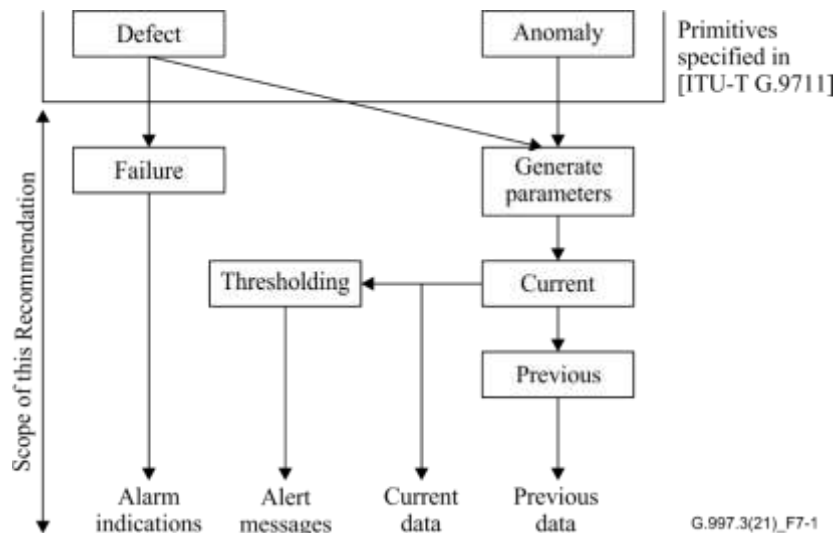 Defect
Anomaly
Primitives
specified in
[ITU-T G.9711]
Failure
Generate
parameters
Thresholding
Current
Previous
Scope of this Recommendation
Alarm
indications
Alert
messages
Current
data
Previous
data
G.997.3(21)_F7-1